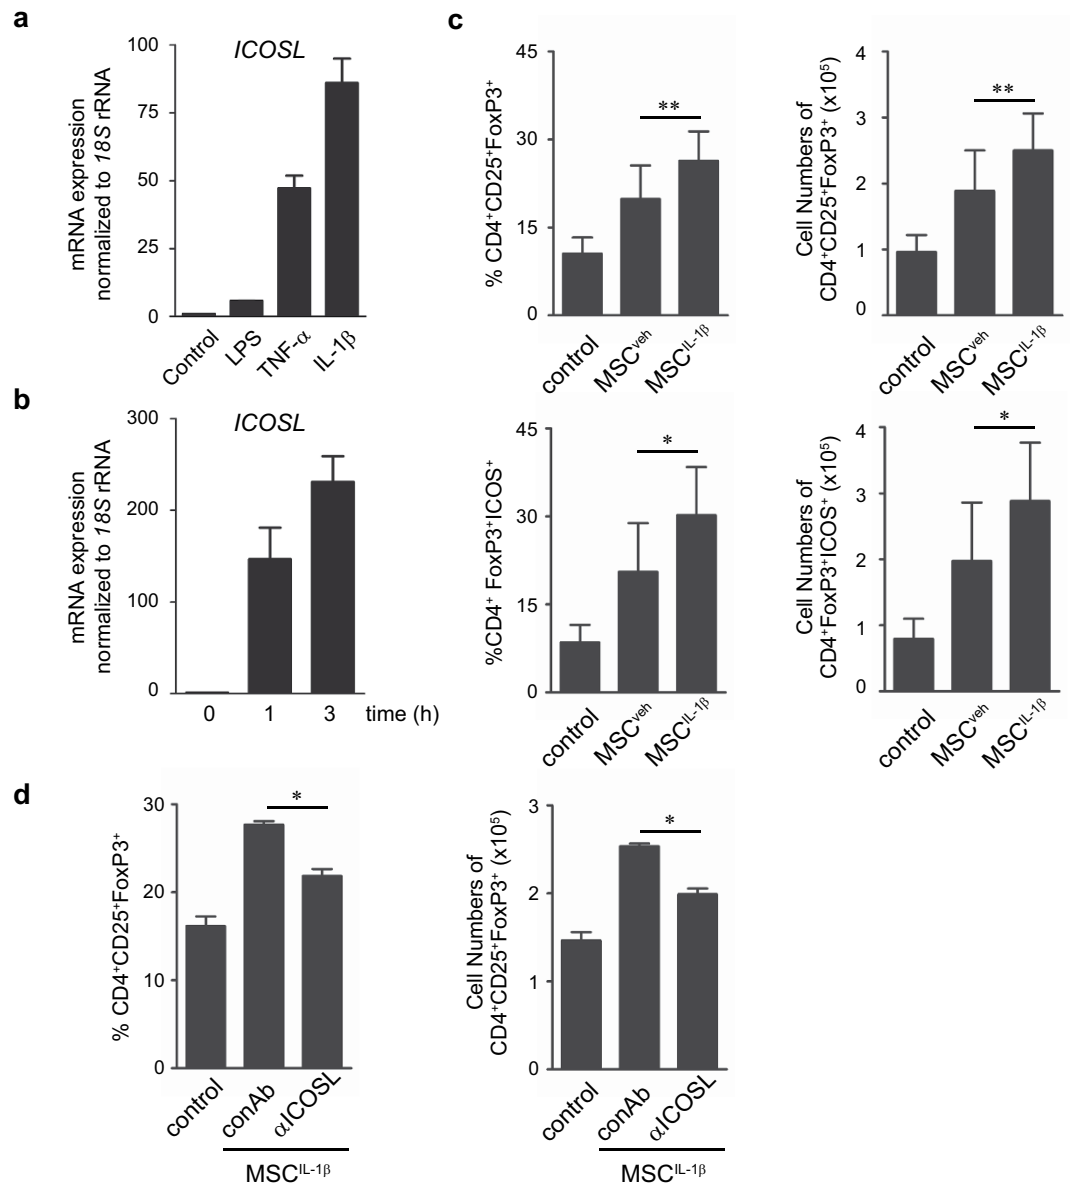 a
ICOSL
mRNA expression
normalized to 18S rRNA
100
75
50
25
0
Control
LPS
TNF-α
IL-1β
b
ICOSL
mRNA expression
normalized to 18S rRNA
300
200
100
0
0 1 3 time (h)
c
% CD4⁺CD25⁺FoxP3⁺
45
30
15
0
**
control
MSCᵛᵉʰ
MSCᴵᴸ⁻¹ᵝ
Cell Numbers of
CD4⁺CD25⁺FoxP3⁺ (x10⁵)
4
3
2
1
0
**
control
MSCᵛᵉʰ
MSCᴵᴸ⁻¹ᵝ
%CD4⁺ FoxP3⁺ICOS⁺
45
30
15
0
*
control
MSCᵛᵉʰ
MSCᴵᴸ⁻¹ᵝ
Cell Numbers of
CD4⁺FoxP3⁺ICOS⁺ (x10⁵)
4
3
2
1
0
*
control
MSCᵛᵉʰ
MSCᴵᴸ⁻¹ᵝ
d
% CD4⁺CD25⁺FoxP3⁺
30
20
10
0
*
control
conAb
αICOSL
MSCᴵᴸ⁻¹ᵝ
Cell Numbers of
CD4⁺CD25⁺FoxP3⁺ (x10⁵)
3
2
1
0
*
control
conAb
αICOSL
MSCᴵᴸ⁻¹ᵝ